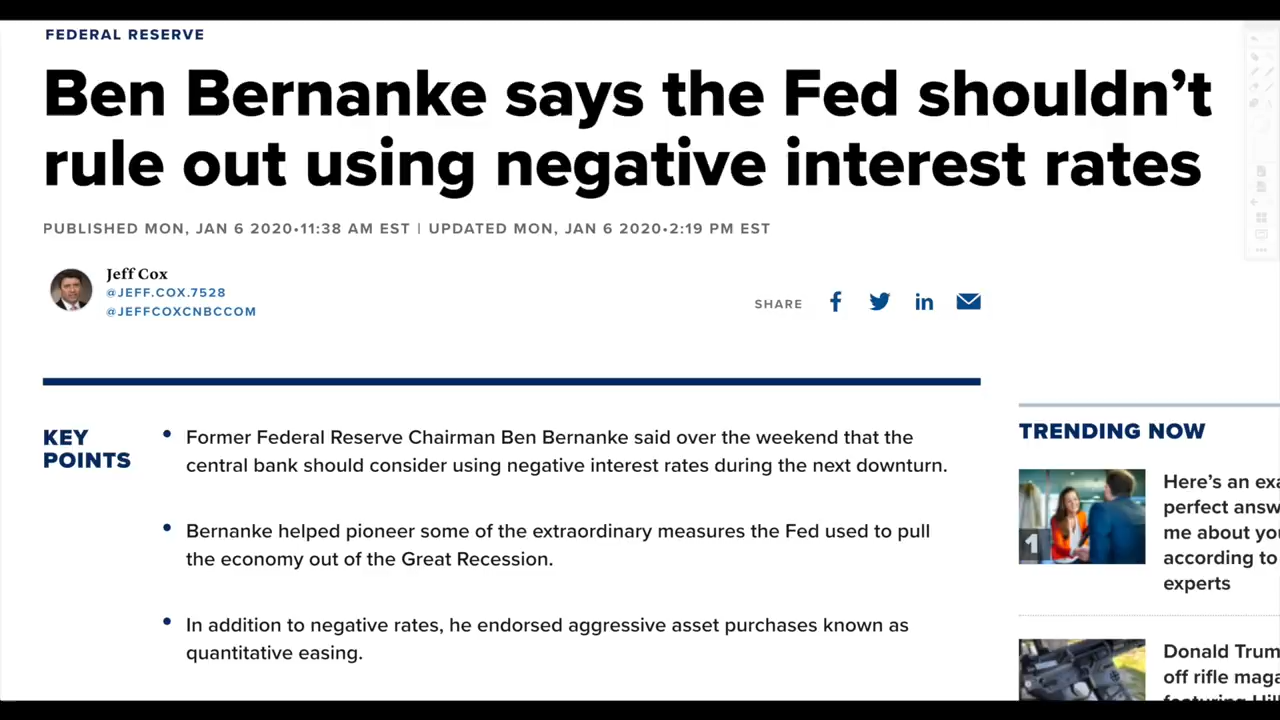 FEDERAL RESERVE
Ben Bernanke says the Fed shouldn’t
rule out using negative interest rates
PUBLISHED MON, JAN 6 2020•11:38 AM EST | UPDATED MON, JAN 6 2020•2:19 PM EST
Jeff Cox
@JEFF.COX.7528
@JEFFCOXCNBCCOM
SHARE
KEY
POINTS
• Former Federal Reserve Chairman Ben Bernanke said over the weekend that the
central bank should consider using negative interest rates during the next downturn.
• Bernanke helped pioneer some of the extraordinary measures the Fed used to pull
the economy out of the Great Recession.
• In addition to negative rates, he endorsed aggressive asset purchases known as
quantitative easing.
TRENDING NOW
1
Here’s an exa
perfect answ
me about you
according to
experts
Donald Trum
off rifle maga
featuring Hil